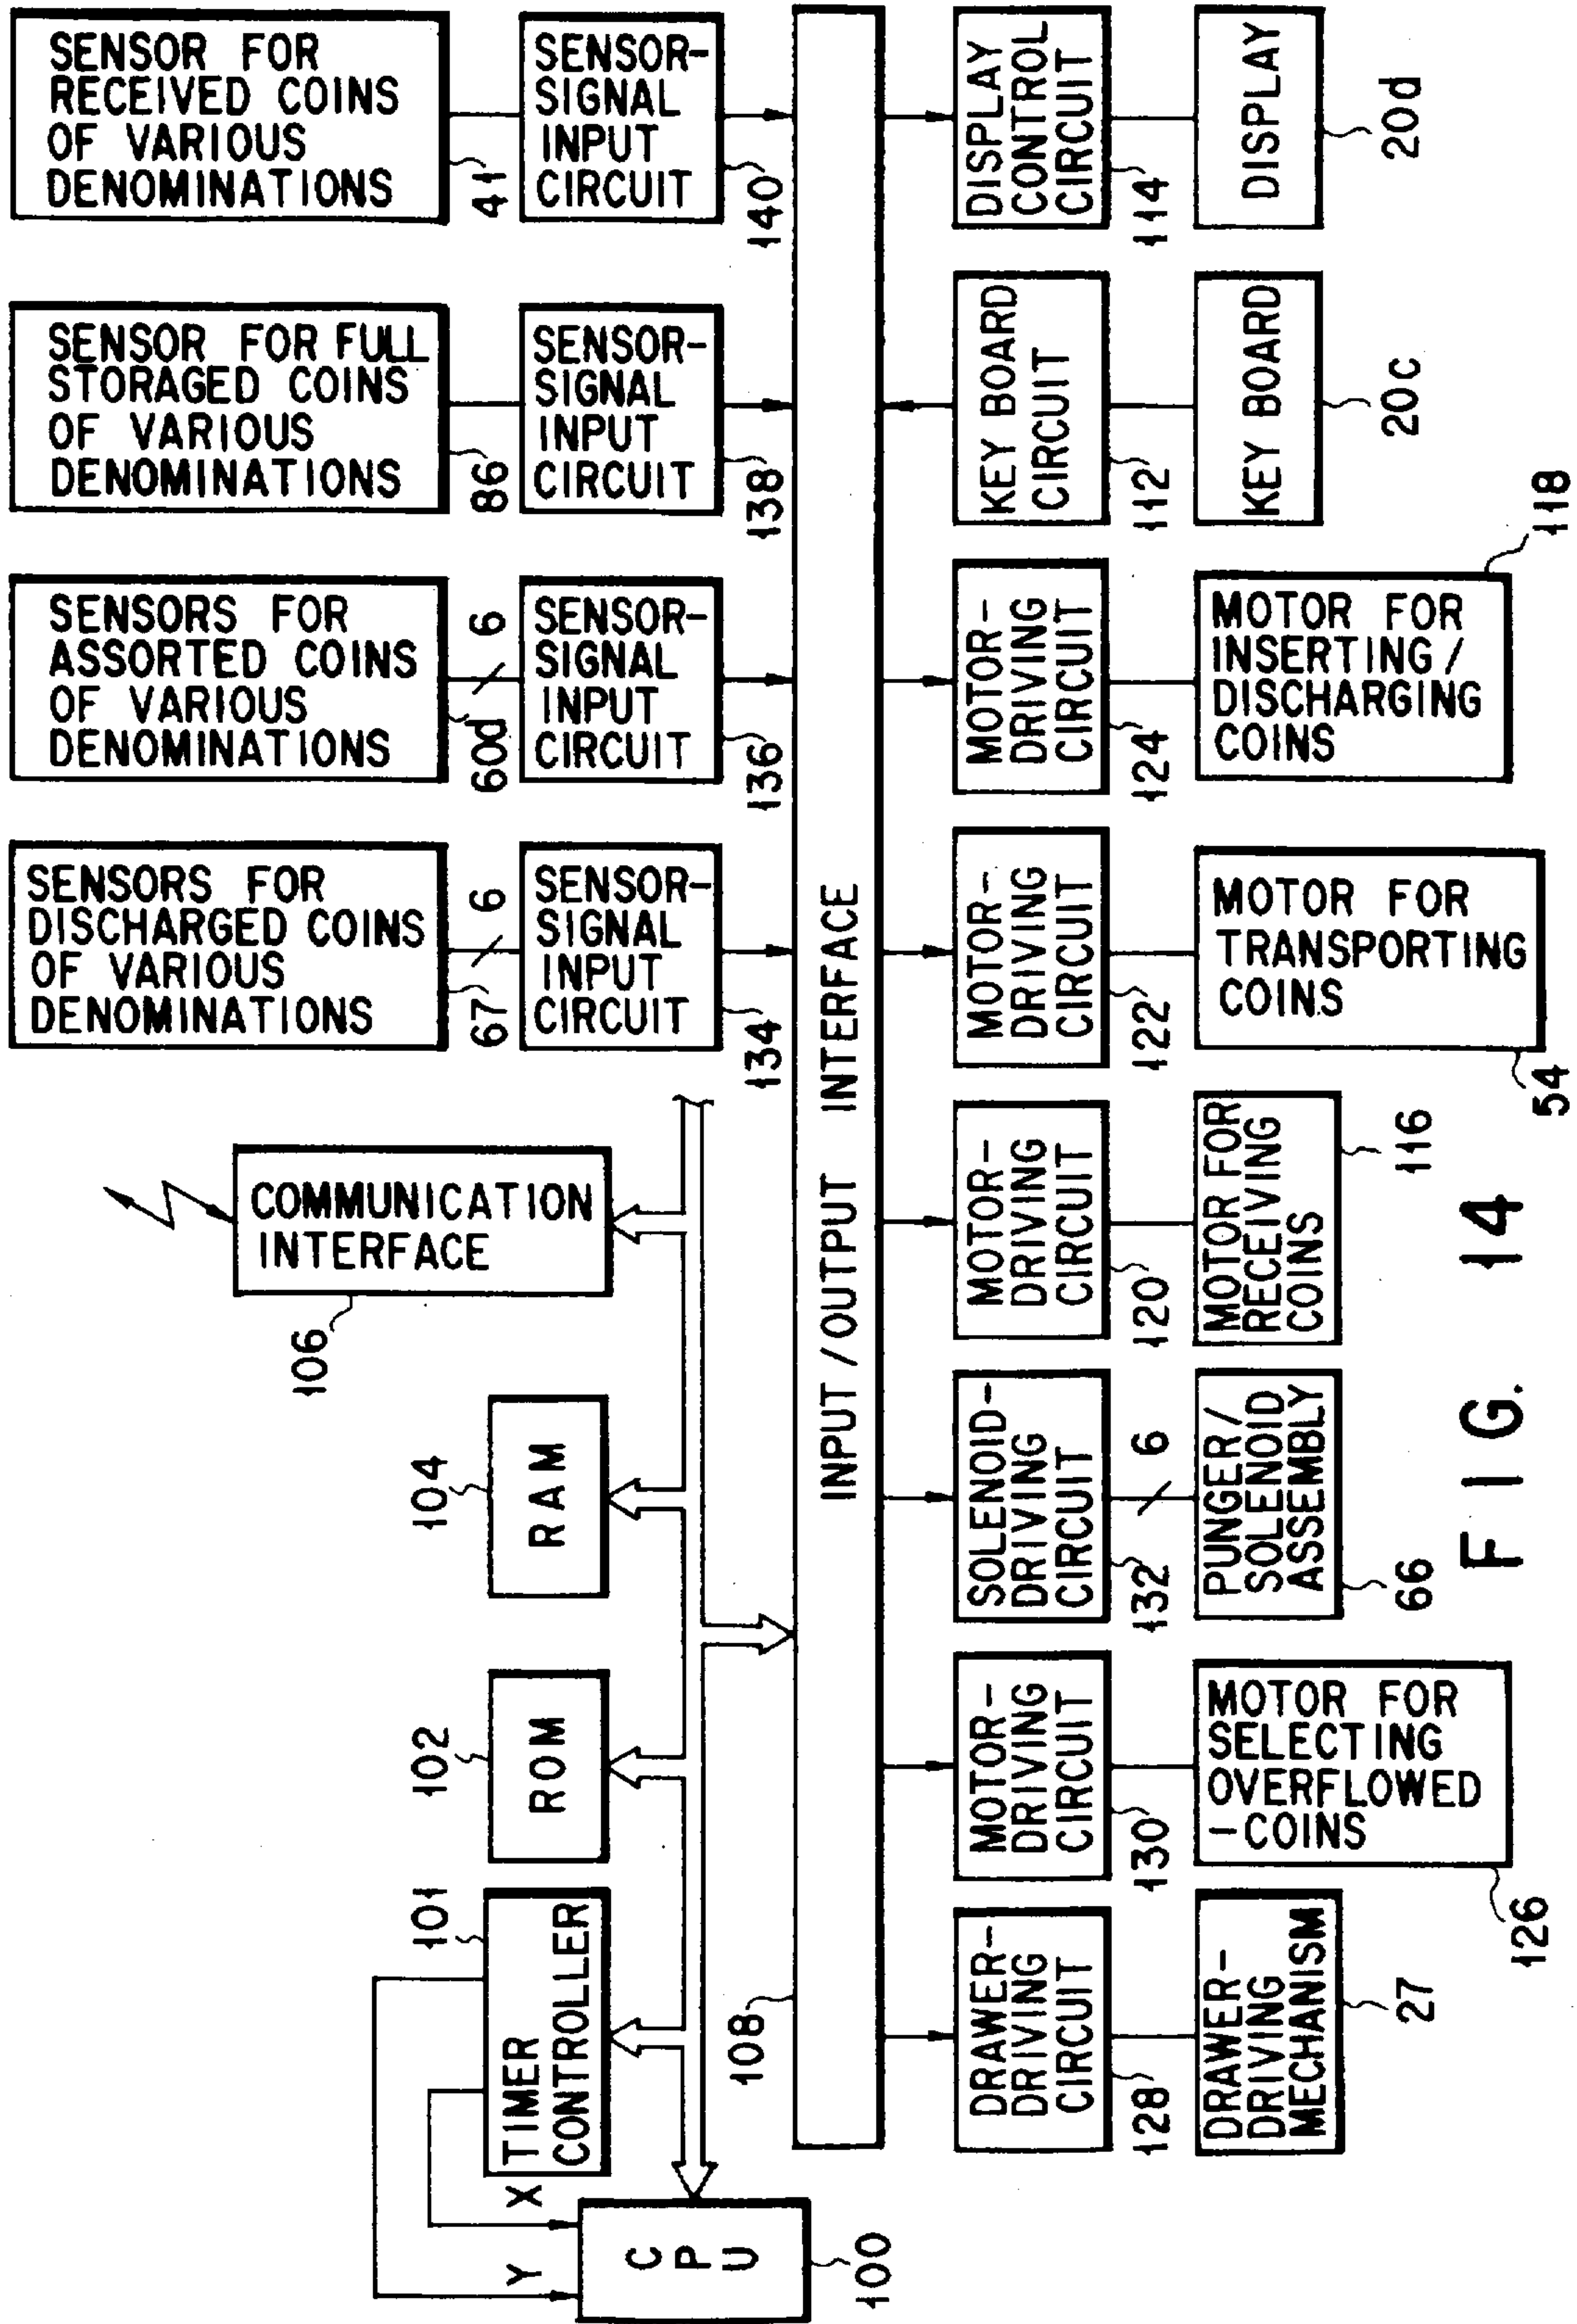 SENSOR FOR
RECEIVED COINS
OF VARIOUS
DENOMINATIONS
41
SENSOR-
SIGNAL
INPUT
CIRCUIT
140
SENSOR FOR FULL
STORAGED COINS
OF VARIOUS
DENOMINATIONS
86
SENSOR-
SIGNAL
INPUT
CIRCUIT
138
SENSORS FOR
ASSORTED COINS
OF VARIOUS
DENOMINATIONS
60d
6
SENSOR-
SIGNAL
INPUT
CIRCUIT
136
SENSORS FOR
DISCHARGED COINS
OF VARIOUS
DENOMINATIONS
67
6
SENSOR-
SIGNAL
INPUT
CIRCUIT
134
COMMUNICATION
INTERFACE
106
RAM
104
ROM
102
TIMER
CONTROLLER
101
X
Y
CPU
100
INPUT/OUTPUT INTERFACE
108
DISPLAY
CONTROL
CIRCUIT
114
DISPLAY
20d
KEY BOARD
CIRCUIT
112
KEY BOARD
20c
MOTOR-
DRIVING
CIRCUIT
124
MOTOR FOR
INSERTING/
DISCHARGING
COINS
118
MOTOR-
DRIVING
CIRCUIT
122
MOTOR FOR
TRANSPORTING
COINS
54
MOTOR-
DRIVING
CIRCUIT
120
MOTOR FOR
RECEIVING
COINS
116
SOLENOID-
DRIVING
CIRCUIT
132
6
PUNGER/
SOLENOID
ASSEMBLY
66
MOTOR-
DRIVING
CIRCUIT
130
MOTOR FOR
SELECTING
OVERFLOWED
-COINS
126
DRAWER-
DRIVING
CIRCUIT
128
DRAWER-
DRIVING
MECHANISM
27
FIG. 14